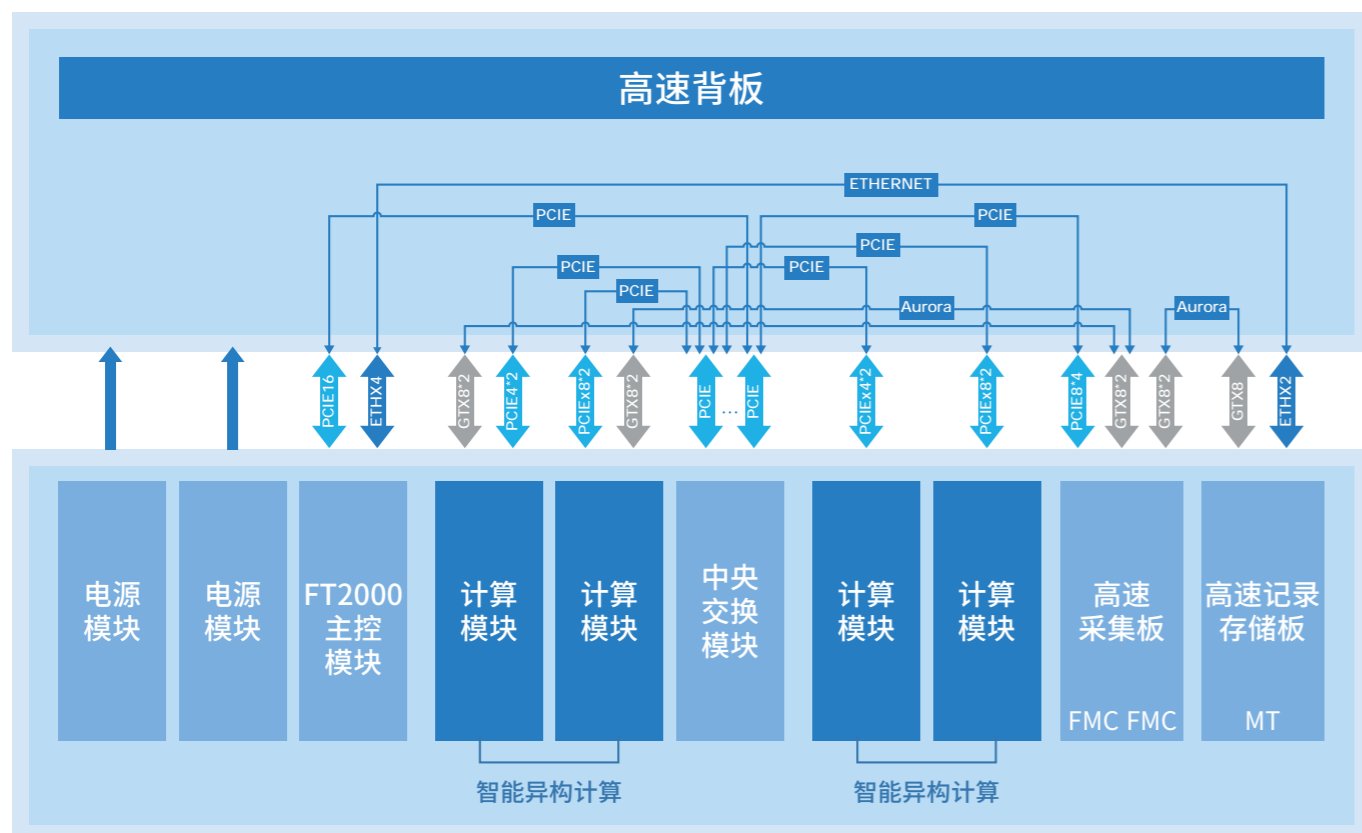 高速背板
ETHERNET
PCIE
PCIE
PCIE
PCIE
PCIE
PCIE
Aurora
Aurora
PCIE16
ETHX4
GTX8*2
PCIE4*2
PCIEx8*2
GTX8*2
PCIE
...
PCIE
PCIEx4*2
PCIEx8*2
PCIE8*4
GTX8*2
GTX8*2
GTX8
ETHX2
电源
模块
电源
模块
FT2000
主控
模块
计算
模块
计算
模块
中央
交换
模块
计算
模块
计算
模块
高速
采集板
FMC FMC
高速记录
存储板
MT
智能异构计算
智能异构计算